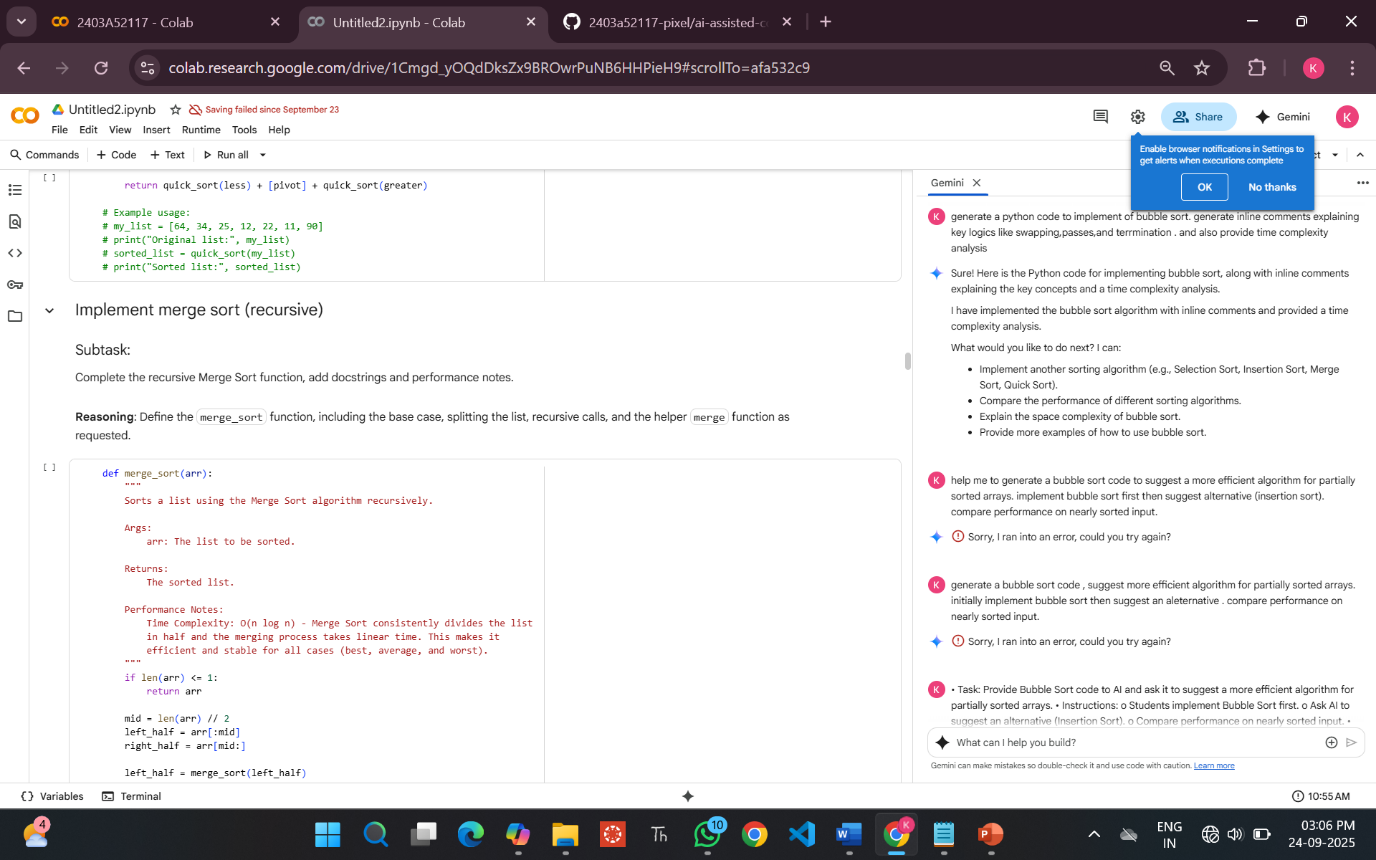 2403A52117 - Colab
Untitled2.ipynb - Colab
2403a52117-pixel/ai-assisted-c
colab.research.google.com/drive/1Cmgd_yOQdDksZx9BROwrPuNB6HHPieH9#scrollTo=afa532c9
K
Untitled2.ipynb
Saving failed since September 23
File Edit View Insert Runtime Tools Help
Share
Gemini
K
Commands + Code + Text Run all
Enable browser notifications in Settings to
get alerts when executions complete
OK
No thanks
[ ]
return quick_sort(less) + [pivot] + quick_sort(greater)
# Example usage:
# my_list = [64, 34, 25, 12, 22, 11, 90]
# print("Original list:", my_list)
# sorted_list = quick_sort(my_list)
# print("Sorted list:", sorted_list)
Implement merge sort (recursive)
Subtask:
Complete the recursive Merge Sort function, add docstrings and performance notes.
Reasoning: Define the merge_sort function, including the base case, splitting the list, recursive calls, and the helper merge function as
requested.
[ ]
def merge_sort(arr):
"""
Sorts a list using the Merge Sort algorithm recursively.
Args:
arr: The list to be sorted.
Returns:
The sorted list.
Performance Notes:
Time Complexity: O(n log n) - Merge Sort consistently divides the list
in half and the merging process takes linear time. This makes it
efficient and stable for all cases (best, average, and worst).
"""
if len(arr) <= 1:
return arr
mid = len(arr) // 2
left_half = arr[:mid]
right_half = arr[mid:]
left_half = merge_sort(left_half)
Gemini
K
generate a python code to implement of bubble sort. generate inline comments explaining
key logics like swapping,passes,and terrmination . and also provide time complexity
analysis
Sure! Here is the Python code for implementing bubble sort, along with inline comments
explaining the key concepts and a time complexity analysis.
I have implemented the bubble sort algorithm with inline comments and provided a time
complexity analysis.
What would you like to do next? I can:
• Implement another sorting algorithm (e.g., Selection Sort, Insertion Sort, Merge
Sort, Quick Sort).
• Compare the performance of different sorting algorithms.
• Explain the space complexity of bubble sort.
• Provide more examples of how to use bubble sort.
K
help me to generate a bubble sort code to suggest a more efficient algorithm for partially
sorted arrays. implement bubble sort first then suggest alternative (insertion sort).
compare performance on nearly sorted input.
Sorry, I ran into an error, could you try again?
K
generate a bubble sort code , suggest more efficient algorithm for partially sorted arrays.
initially implement bubble sort then suggest an aleternative . compare performance on
nearly sorted input.
Sorry, I ran into an error, could you try again?
K
• Task: Provide Bubble Sort code to AI and ask it to suggest a more efficient algorithm for
partially sorted arrays. • Instructions: o Students implement Bubble Sort first. o Ask AI to
suggest an alternative (Insertion Sort). o Compare performance on nearly sorted input. •
What can I help you build?
Gemini can make mistakes so double-check it and use code with caution. Learn more
Variables
Terminal
10:55 AM
4
Th
10
K
ENG
IN
03:06 PM
24-09-2025